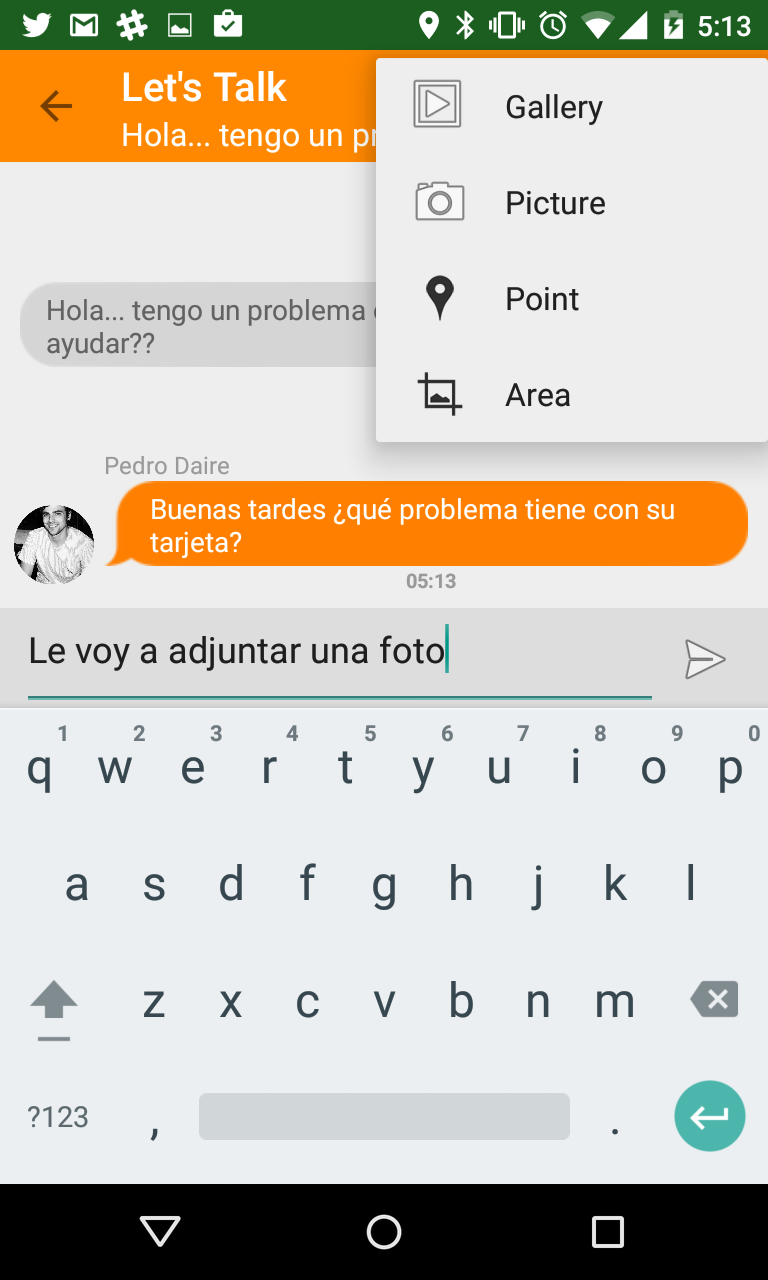 5:13
Let's Talk
Hola... tengo un pr
Gallery
Picture
Point
Area
Hola... tengo un problema
ayudar??
Pedro Daire
Buenas tardes ¿qué problema tiene con su
tarjeta?
05:13
Le voy a adjuntar una foto
1 2 3 4 5 6 7 8 9 0
q w e r t y u i o p
a s d f g h j k l
z x c v b n m
?123 , .